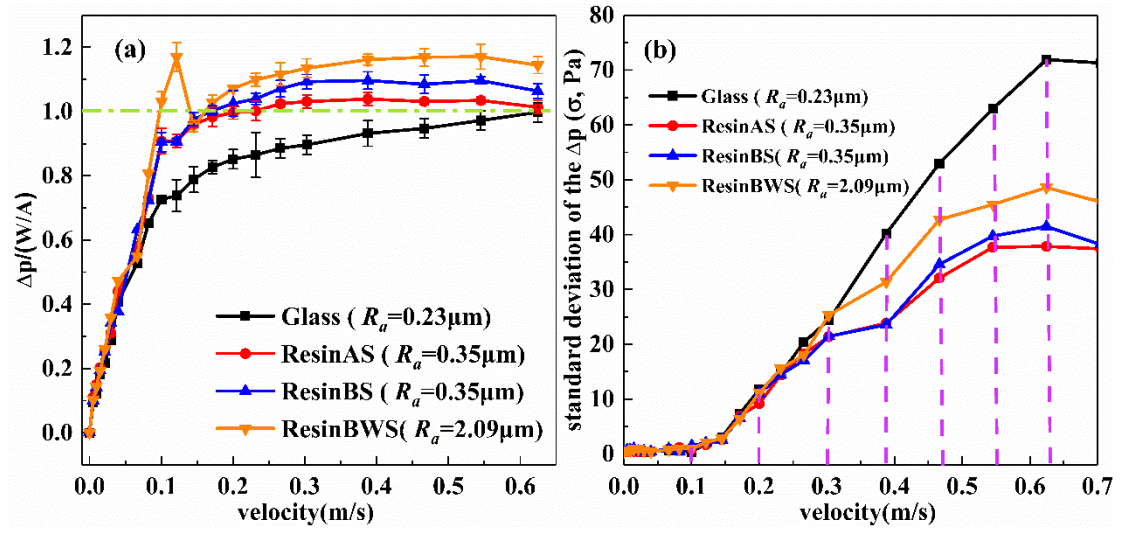 (a)
Δp/(W/A)
1.2
1.0
0.8
0.6
0.4
0.2
0.0
Glass ( Ra=0.23μm)
ResinAS ( Ra=0.35μm)
ResinBS ( Ra=0.35μm)
ResinBWS( Ra=2.09μm)
0.0 0.1 0.2 0.3 0.4 0.5 0.6
velocity(m/s)
(b)
standard deviation of the Δp (σ, Pa)
80
70
60
50
40
30
20
10
0
Glass ( Ra=0.23μm)
ResinAS ( Ra=0.35μm)
ResinBS ( Ra=0.35μm)
ResinBWS( Ra=2.09μm)
0.0 0.1 0.2 0.3 0.4 0.5 0.6 0.7
velocity(m/s)